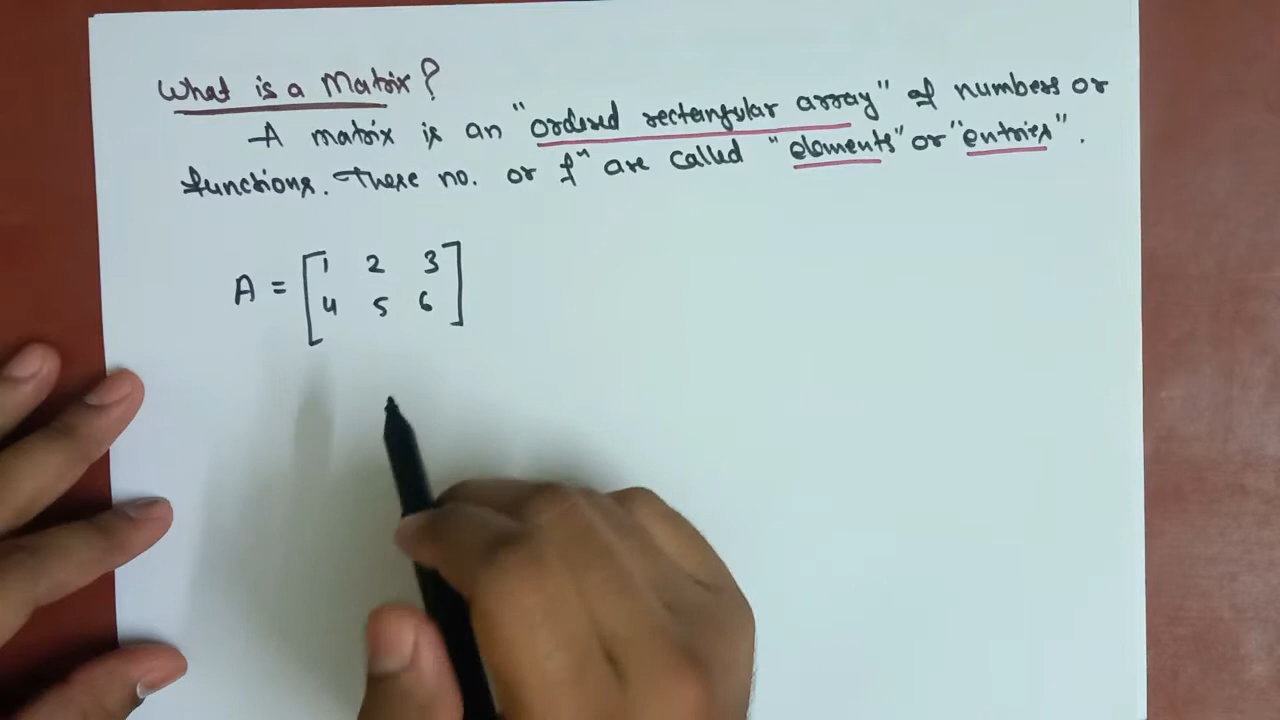 What is a Matrix?
A matrix is an "ordered rectangular array" of numbers or
functions. These no. or fⁿ are called "elements" or "entries".
A = [1 2 3
4 5 6]